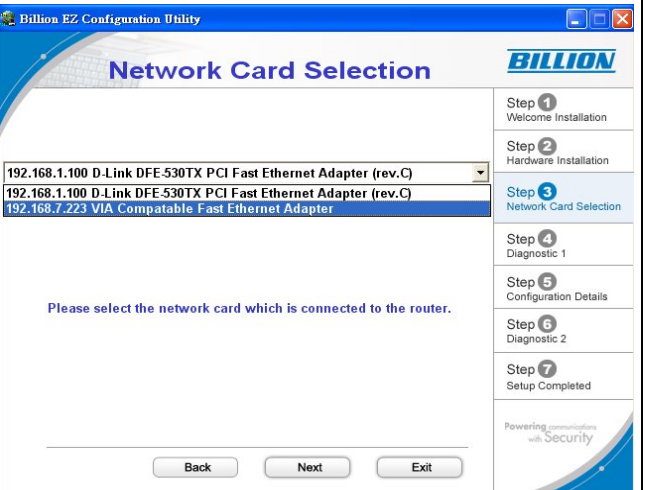 Billion EZ Configuration Utility
Network Card Selection
BILLION
192.168.1.100 D-Link DFE-530TX PCI Fast Ethernet Adapter (rev.C)
192.168.1.100 D-Link DFE-530TX PCI Fast Ethernet Adapter (rev.C)
192.168.7.223 VIA Compatable Fast Ethernet Adapter
Please select the network card which is connected to the router.
Back
Next
Exit
Step 1
Welcome Installation
Step 2
Hardware Installation
Step 3
Network Card Selection
Step 4
Diagnostic 1
Step 5
Configuration Details
Step 6
Diagnostic 2
Step 7
Setup Completed
Powering communications
with Security